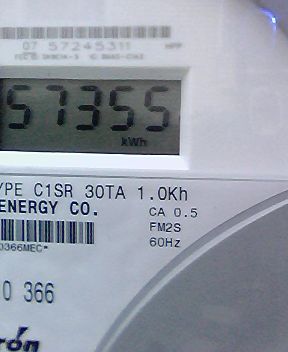 07 57245311
57355
kWh
YPE C1SR 30TA 1.0Kh
ENERGY CO.
CA 0.5
FM2S
60Hz
0366MEC*
0 366
rón